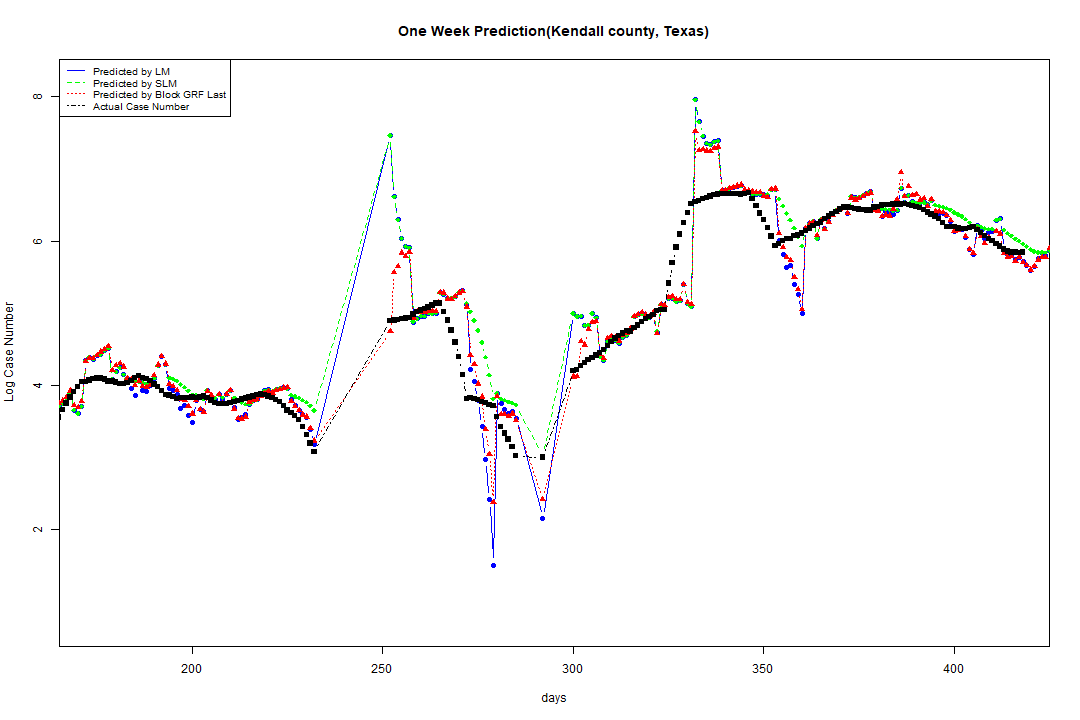 One Week Prediction(Kendall county, Texas)
Predicted by LM
Predicted by SLM
Predicted by Block GRF Last
Actual Case Number
Log Case Number
8
6
4
2
200 250 300 350 400
days